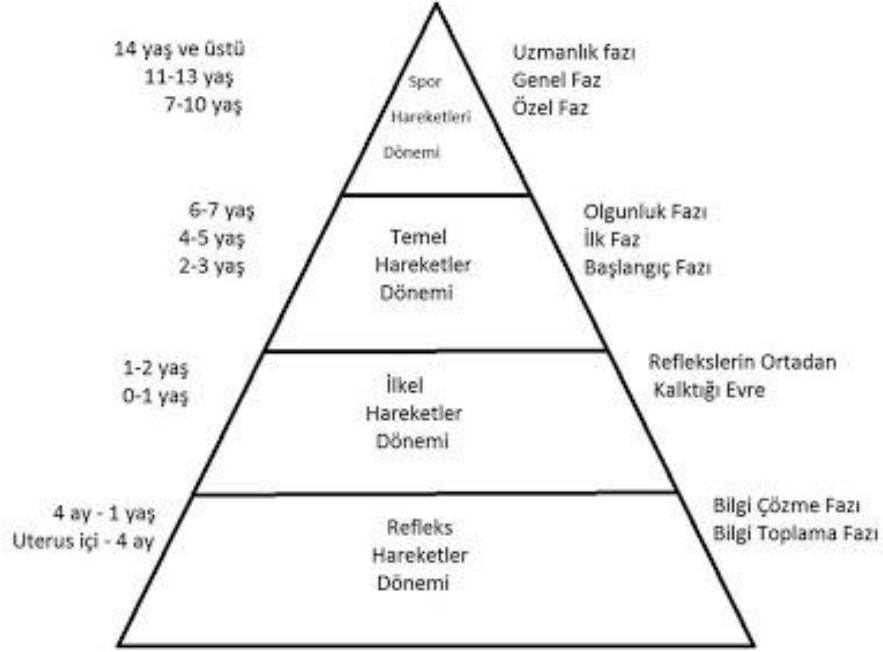 14 yaş ve üstü
11-13 yaş
7-10 yaş
Spor
Hareketleri
Dönemi
Uzmanlık fazı
Genel Faz
Özel Faz
6-7 yaş
4-5 yaş
2-3 yaş
Temel
Hareketler
Dönemi
Olgunluk Fazı
İlk Faz
Başlangıç Fazı
1-2 yaş
0-1 yaş
İlkel
Hareketler
Dönemi
Reflekslerin Ortadan
Kalktığı Evre
4 ay - 1 yaş
Uterus içi - 4 ay
Refleks
Hareketler
Dönemi
Bilgi Çözme Fazı
Bilgi Toplama Fazı